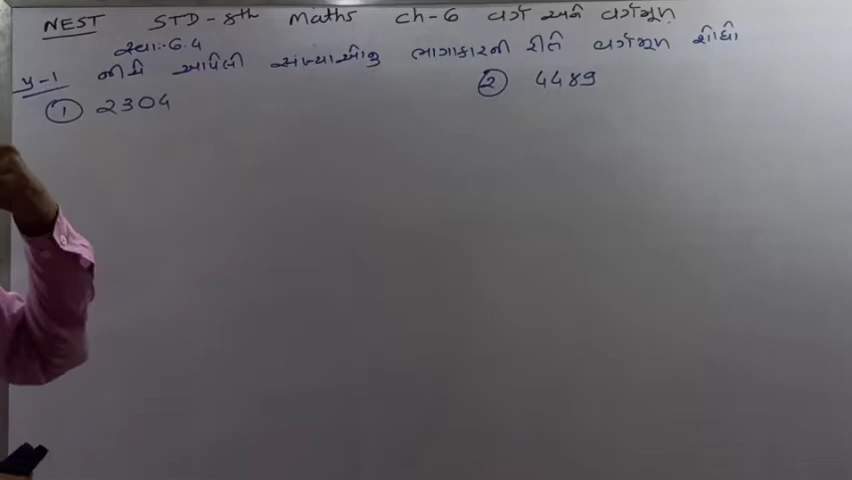 NEST STD-8th Maths Ch-6 વર્ગ અને વર્ગમૂળ
સ્વા. 6.4
પ્ર-1 નીચે આપેલી સંખ્યાઓનું ભાગાકારની રીતે વર્ગમૂળ શોધો
① 2304 ② 4489